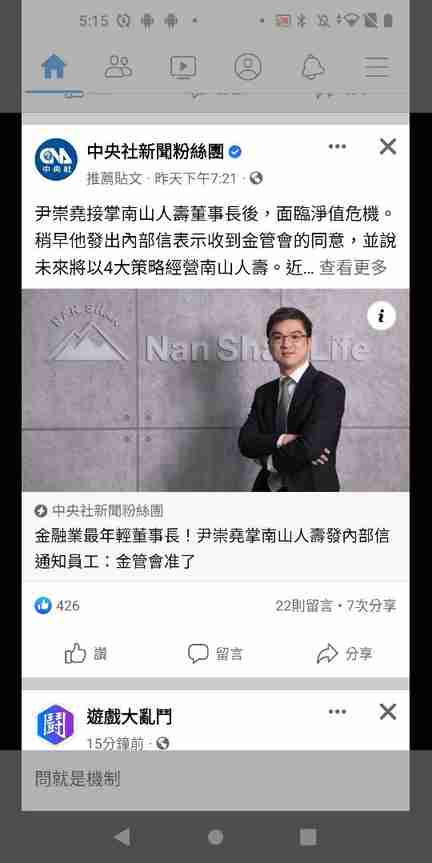 5:15
中央社新聞粉絲團
推薦貼文 · 昨天下午7:21 ·
尹崇堯接掌南山人壽董事長後，面臨淨值危機。
稍早他發出內部信表示收到金管會的同意，並說
未來將以4大策略經營南山人壽。近... 查看更多
CNA
中央社
NAN SHAN
Nan Shan Life
中央社新聞粉絲團
金融業最年輕董事長！尹崇堯掌南山人壽發內部信
通知員工：金管會准了
426
22則留言 · 7次分享
讚 留言 分享
鬪
遊戲大亂鬥
15分鐘前 ·
問就是機制